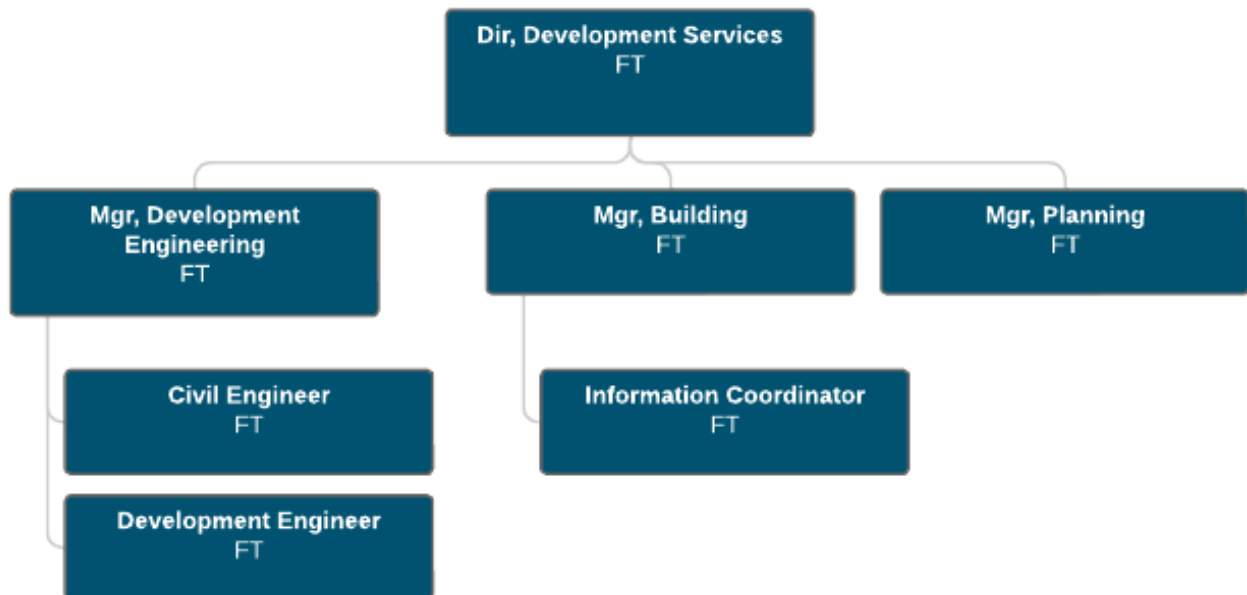 Dir, Development Services
FT
Mgr, Development
Engineering
FT
Mgr, Building
FT
Mgr, Planning
FT
Civil Engineer
FT
Information Coordinator
FT
Development Engineer
FT